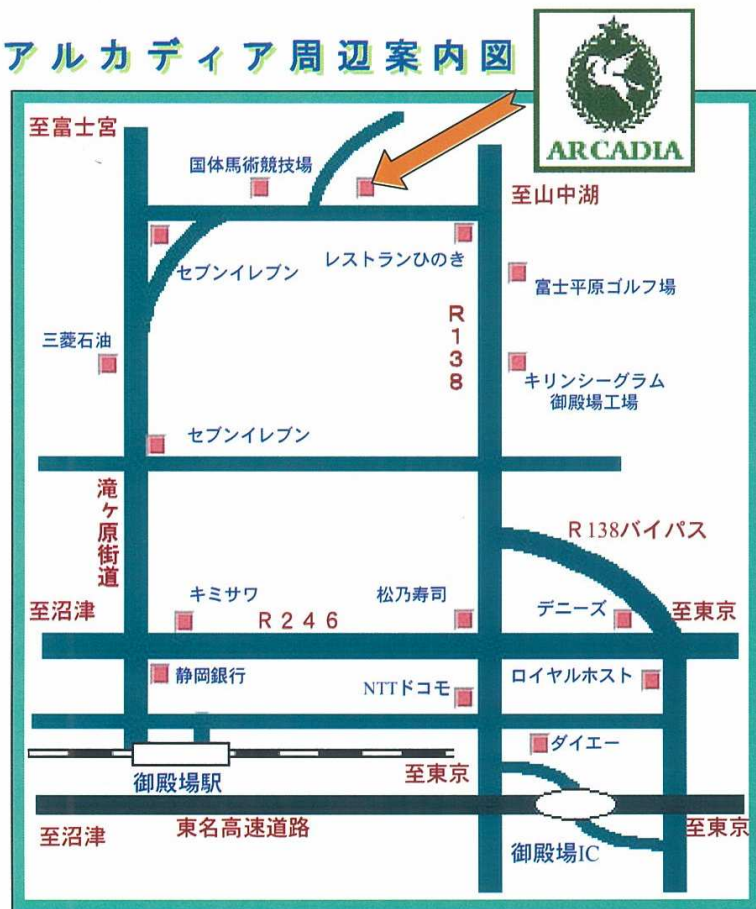 アルカディア周辺案内図
ARCADIA
至富士宮
国体馬術競技場
至山中湖
セブンイレブン
レストランひのき
富士平原ゴルフ場
R138
三菱石油
キリンシーグラム
御殿場工場
セブンイレブン
滝ヶ原街道
R138バイパス
至沼津
キミサワ
R246
松乃寿司
デニーズ
至東京
静岡銀行
NTTドコモ
ロイヤルホスト
ダイエー
御殿場駅
至東京
至沼津
東名高速道路
御殿場IC
至東京